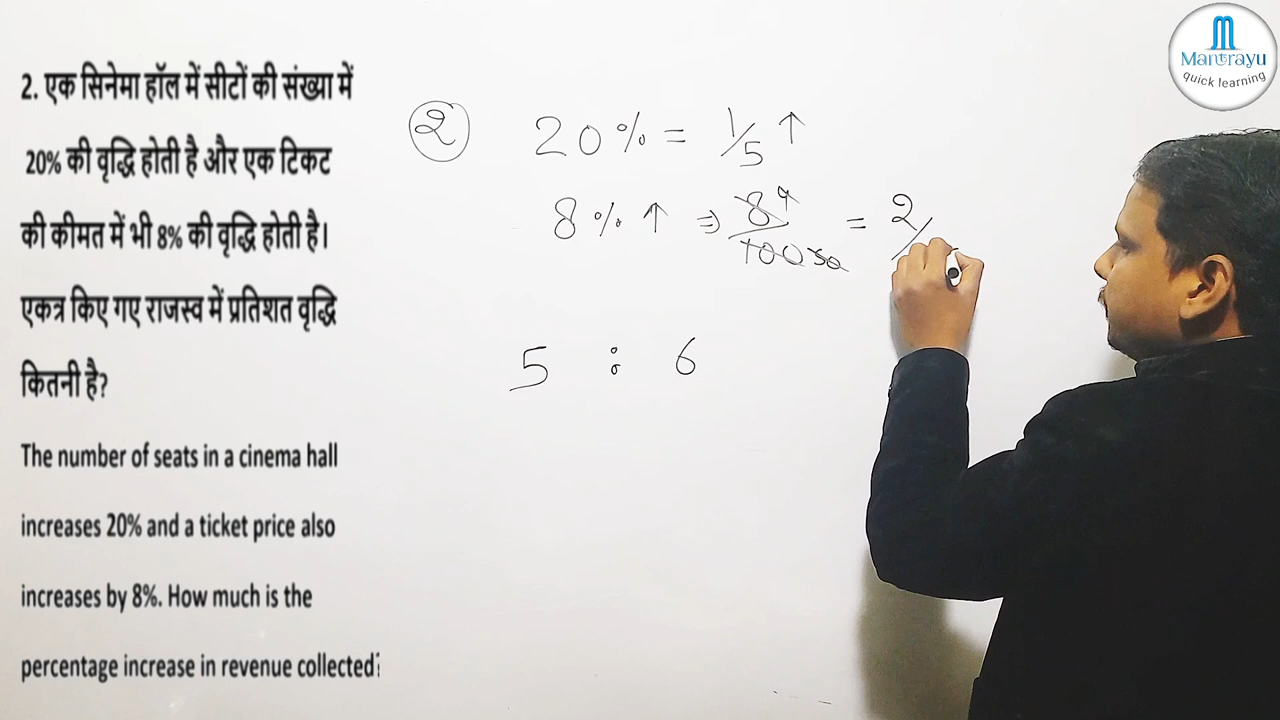 2. एक सिनेमा हॉल में सीटों की संख्या में
20% की वृद्धि होती है और एक टिकट
की कीमत में भी 8% की वृद्धि होती है।
एकत्र किए गए राजस्व में प्रतिशत वृद्धि
कितनी है?
The number of seats in a cinema hall
increases 20% and a ticket price also
increases by 8%. How much is the
percentage increase in revenue collected?
2 20% = 1/5 ↑
8% ↑ ⇒ 8 4 / 100 50 = 2/
5 : 6
m
Mantrayu
quick learning